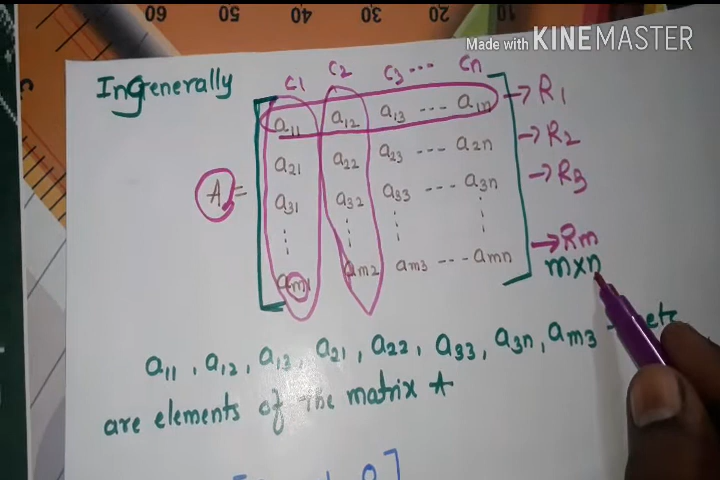 60 50 40 30 20 10
Made with KINEMASTER
InGenerally
C1 C2 C3 --- Cn
a11 a12 a13 --- a1n → R1
a21 a22 a23 --- a2n → R2
A = a31 a32 a33 --- a3n → R3
→ Rm
am1 am2 am3 --- amn m×n
a11, a12, a13, a21, a22, a33, a3n, am3 --- etc
are elements of the matrix A